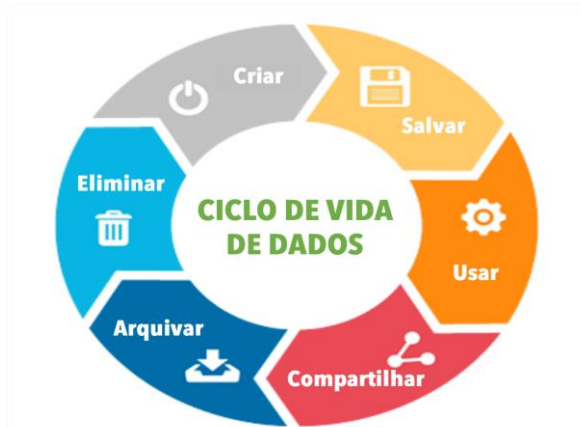 Criar
Salvar
Usar
Compartilhar
Arquivar
Eliminar
CICLO DE VIDA
DE DADOS